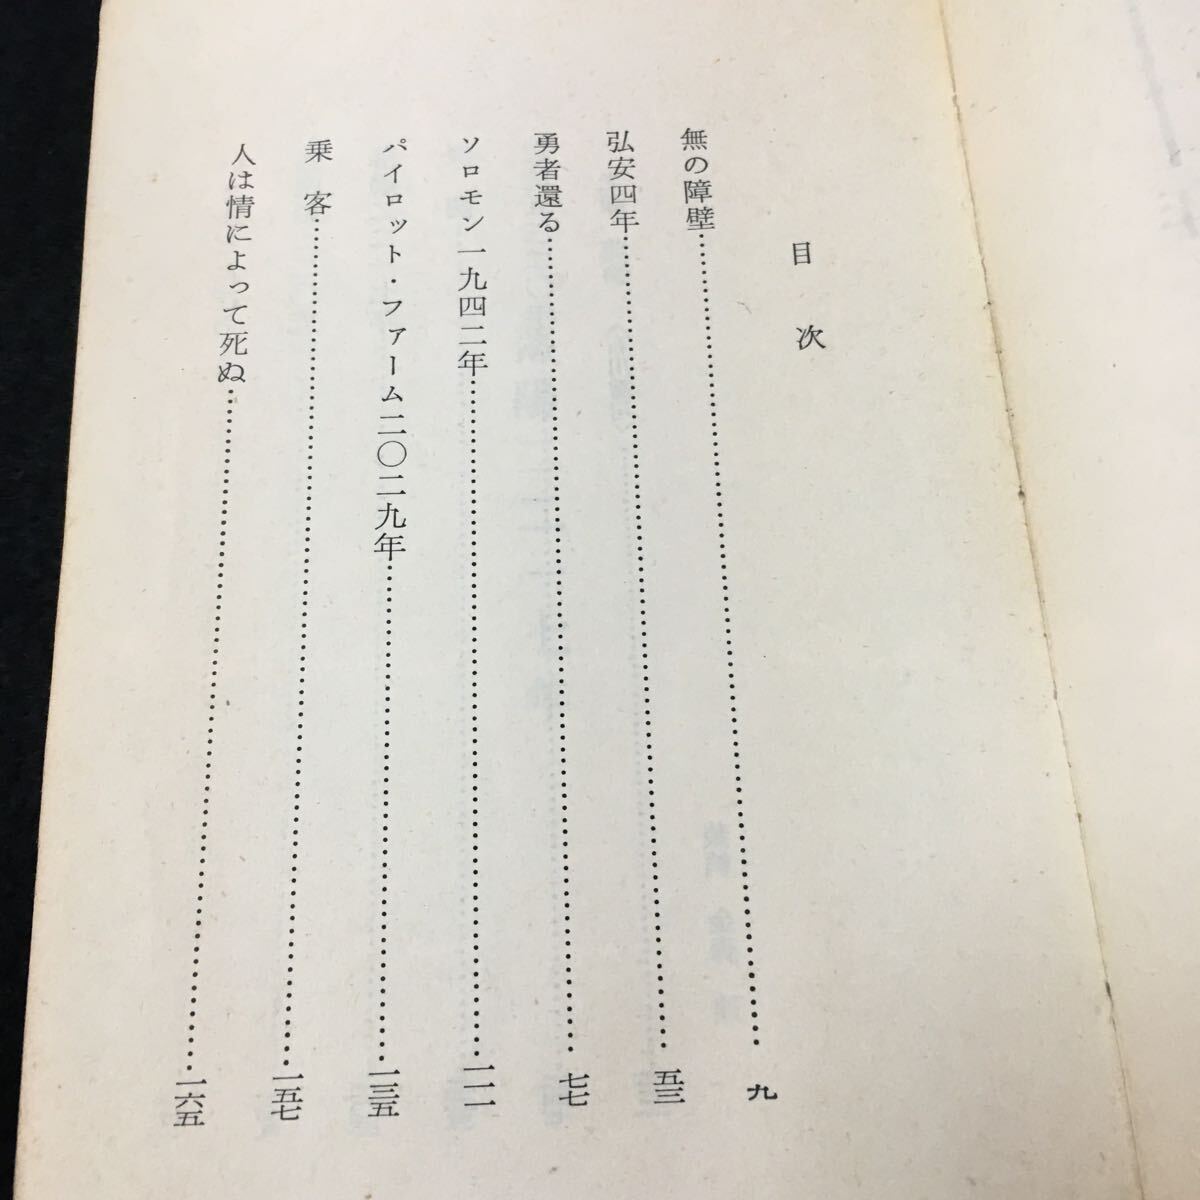 目次
無の障壁……九
弘安四年……五三
勇者還る……七七
ソロモン一九四二年……一一一
パイロット・ファーム二〇二九年……一三五
乗客……一五七
人は情によって死ぬ……一六五